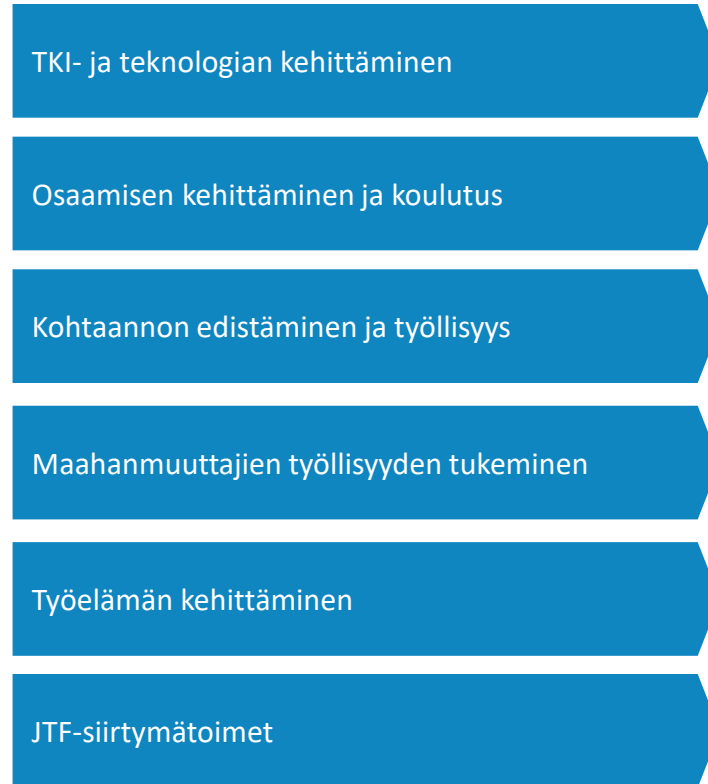 TKI- ja teknologian kehittäminen
Osaamisen kehittäminen ja koulutus
Kohtaannon edistäminen ja työllisyys
Maahanmuuttajien työllisyyden tukeminen
Työelämän kehittäminen
JTF-siirtymätoimet